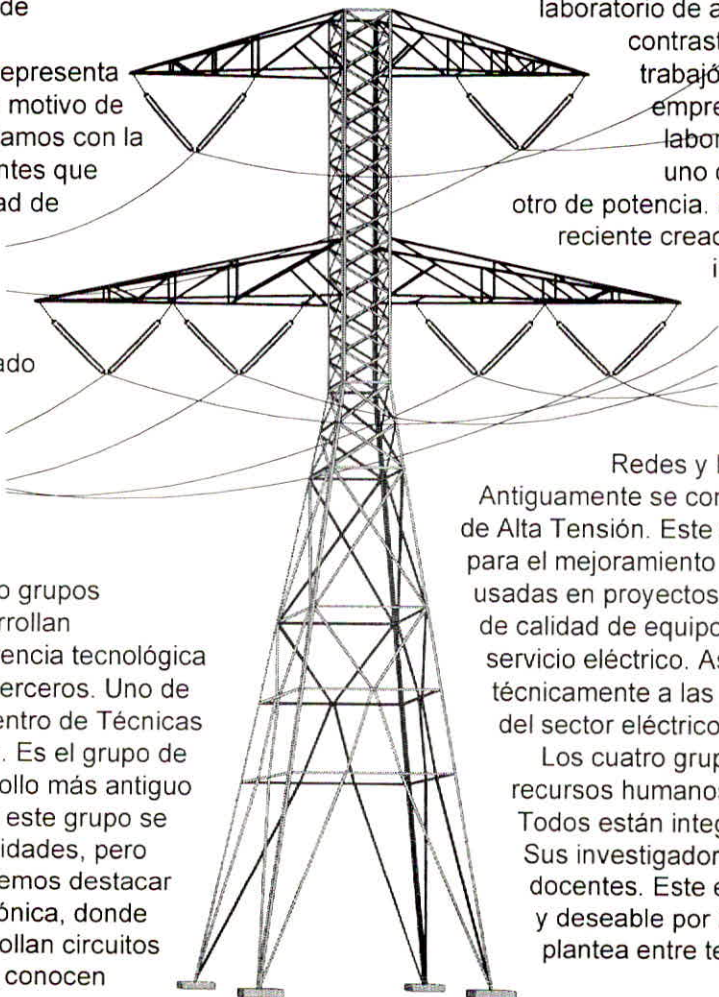 de
epresenta
motivo de
amos con la
ntes que
ad de
ado
o grupos
rrollan
rencia tecnológica
terceros. Uno de
entro de Técnicas
. Es el grupo de
ollo más antiguo
este grupo se
idades, pero
emos destacar
ónica, donde
ollan circuitos
conocen
laboratorio de a
contrast
trabajó
empre
labor
uno d
otro de potencia.
reciente creac
i
Redes y
Antiguamente se con
de Alta Tensión. Este
para el mejoramiento
usadas en proyectos
de calidad de equipo
servicio eléctrico. As
técnicamente a las
del sector eléctrico
Los cuatro grup
recursos humanos
Todos están integ
Sus investigador
docentes. Este e
y deseable por
plantea entre te